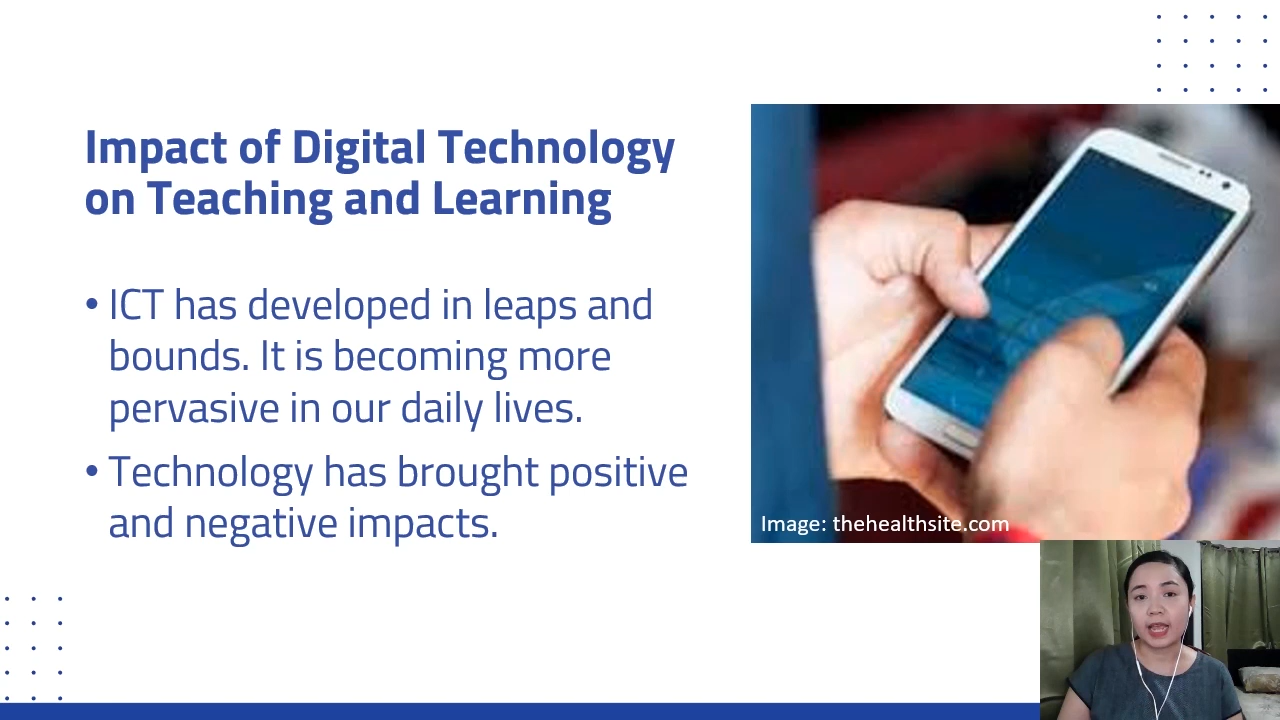 Impact of Digital Technology
on Teaching and Learning
• ICT has developed in leaps and
bounds. It is becoming more
pervasive in our daily lives.
• Technology has brought positive
and negative impacts.
Image: thehealthsite.com